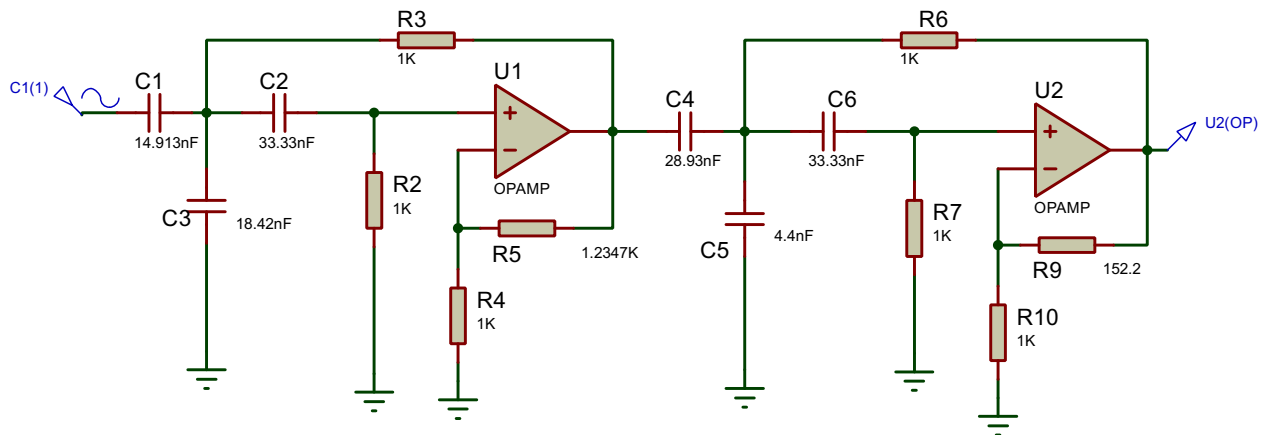 R3
1K
R6
1K
C1(1)
C1
14.913nF
C2
33.33nF
U1
+
−
OPAMP
C4
28.93nF
C6
33.33nF
U2
+
−
OPAMP
U2(OP)
C3
18.42nF
R2
1K
R5
1.2347K
R4
1K
C5
4.4nF
R7
1K
R9
152.2
R10
1K